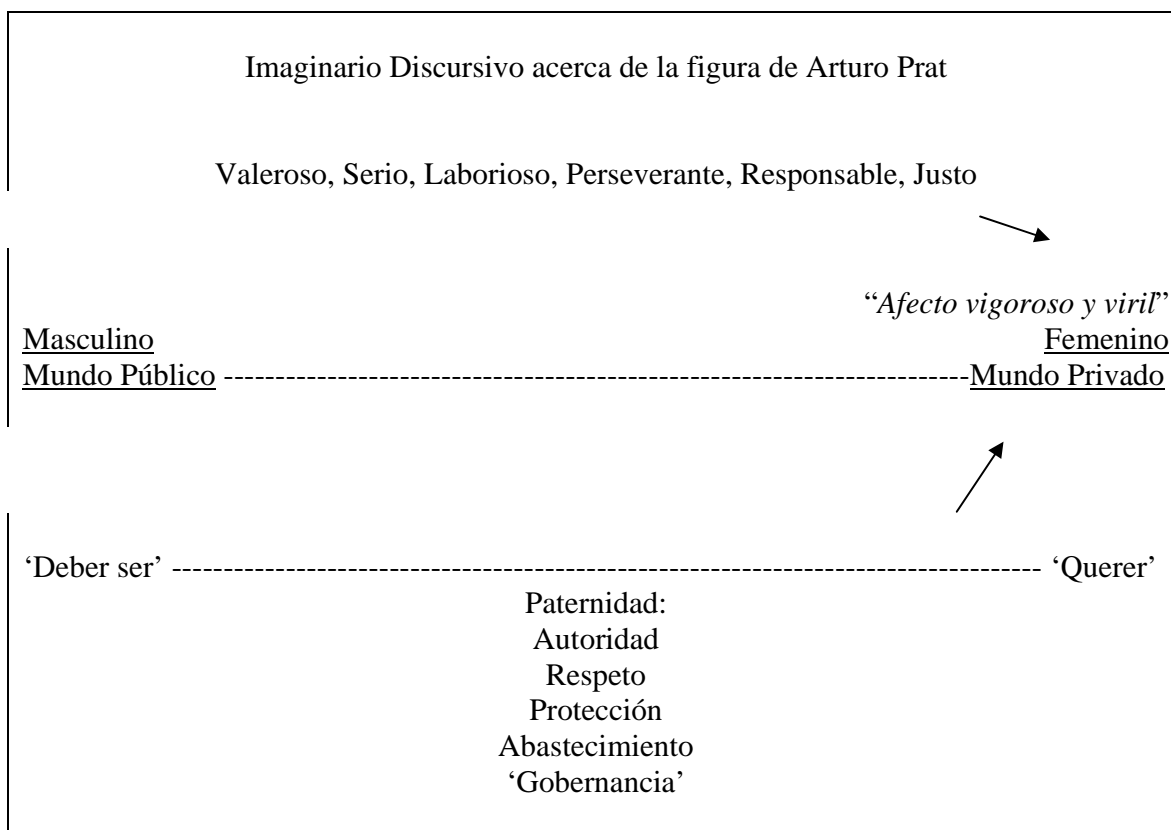 Imaginario Discursivo acerca de la figura de Arturo Prat
Valeroso, Serio, Laborioso, Perseverante, Responsable, Justo
“Afecto vigoroso y viril”
Masculino Femenino
Mundo Público ------------------------------------------------------------Mundo Privado
‘Deber ser’ ------------------------------------------------------------------------------------- ‘Querer’
Paternidad:
Autoridad
Respeto
Protección
Abastecimiento
‘Gobernancia’